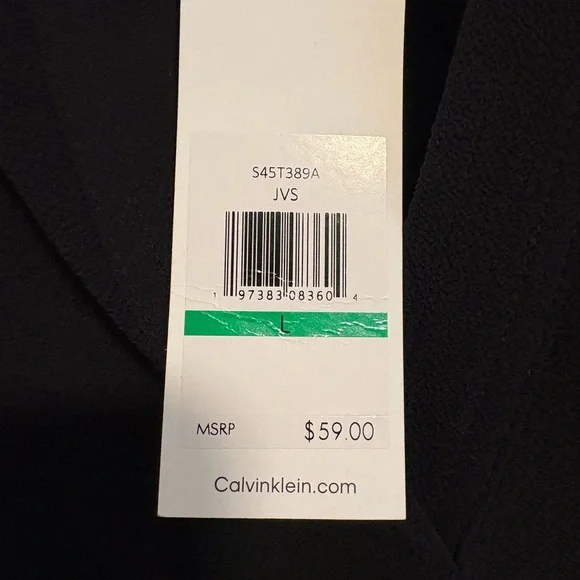 S45T389A
JVS
1 97383 08360 4
L
MSRP $59.00
Calvinklein.com